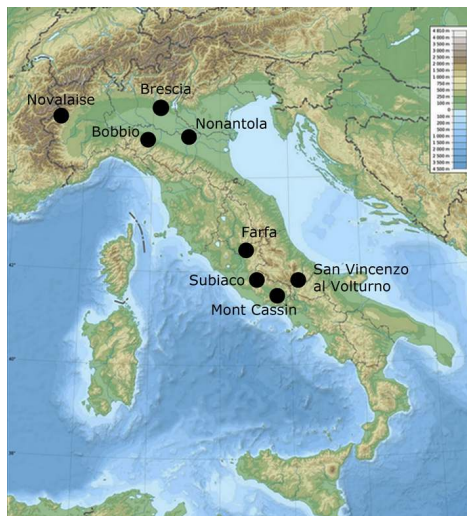 Brescia
Novalaise
Bobbio
Nonantola
Farfa
Subiaco
San Vincenzo
al Volturno
Mont Cassin